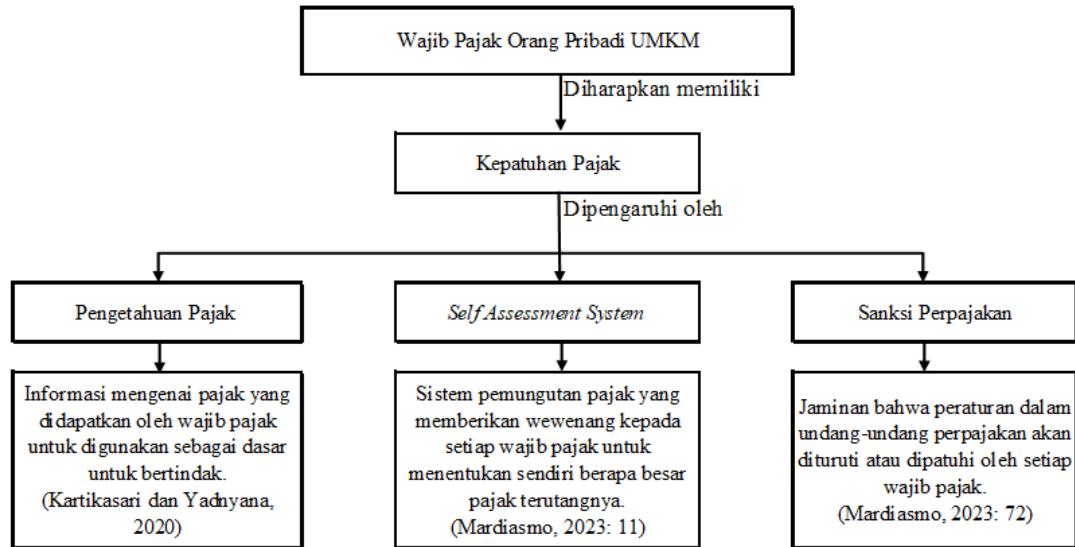 Wajib Pajak Orang Pribadi UMKM
Diharapkan memiliki
Kepatuhan Pajak
Dipengaruhi oleh
Pengetahuan Pajak
Self Assessment System
Sanksi Perpajakan
Informasi mengenai pajak yang
didapatkan oleh wajib pajak
untuk digunakan sebagai dasar
untuk bertindak.
(Kartikasari dan Yadnyana,
2020)
Sistem pemungutan pajak yang
memberikan wewenang kepada
setiap wajib pajak untuk
menentukan sendiri berapa besar
pajak terutangnya.
(Mardiasmo, 2023: 11)
Jaminan bahwa peraturan dalam
undang-undang perpajakan akan
dituruti atau dipatuhi oleh setiap
wajib pajak.
(Mardiasmo, 2023: 72)